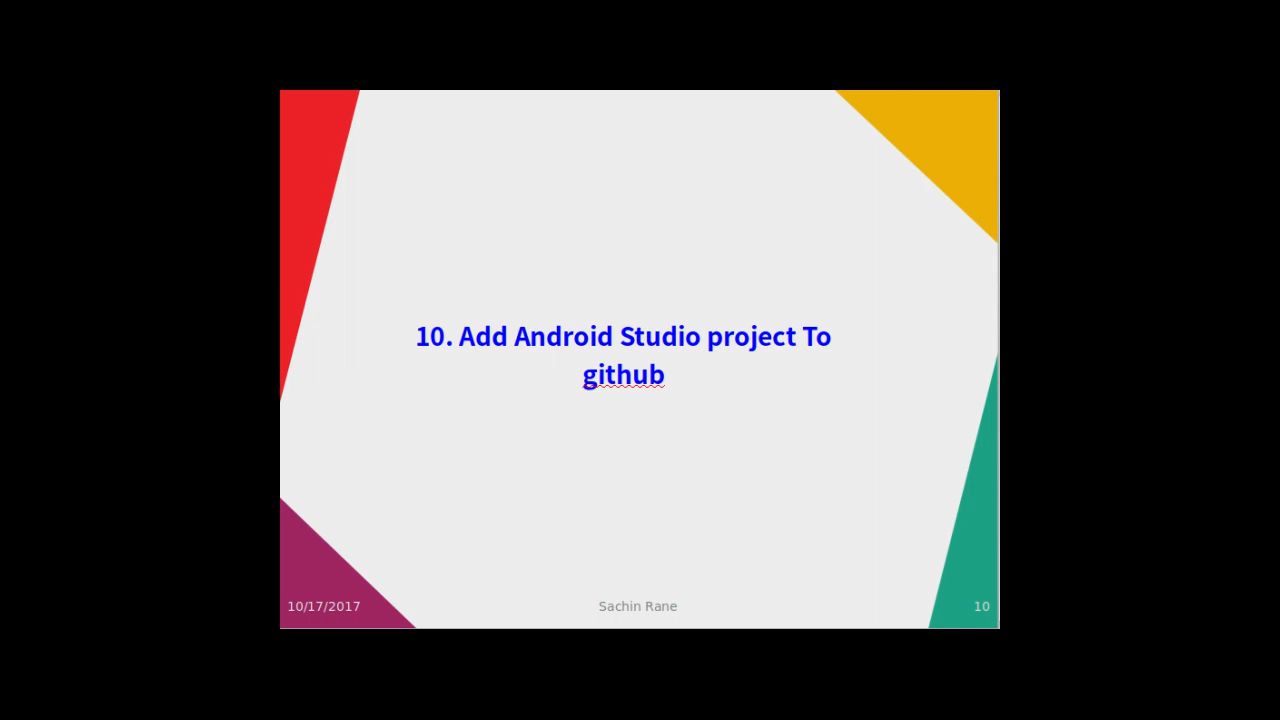 10. Add Android Studio project To
github
10/17/2017
Sachin Rane
10